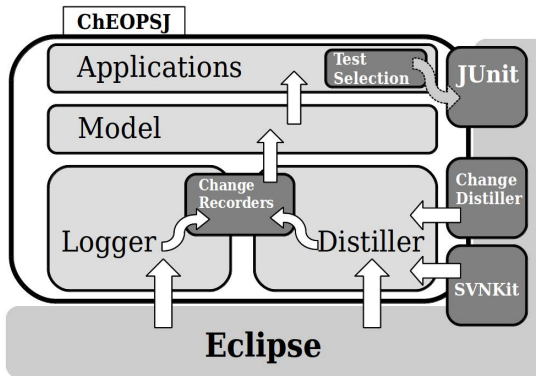 ChEOPSJ
Applications
Test
Selection
JUnit
Model
Change
Recorders
Logger
Distiller
Change
Distiller
SVNKit
Eclipse